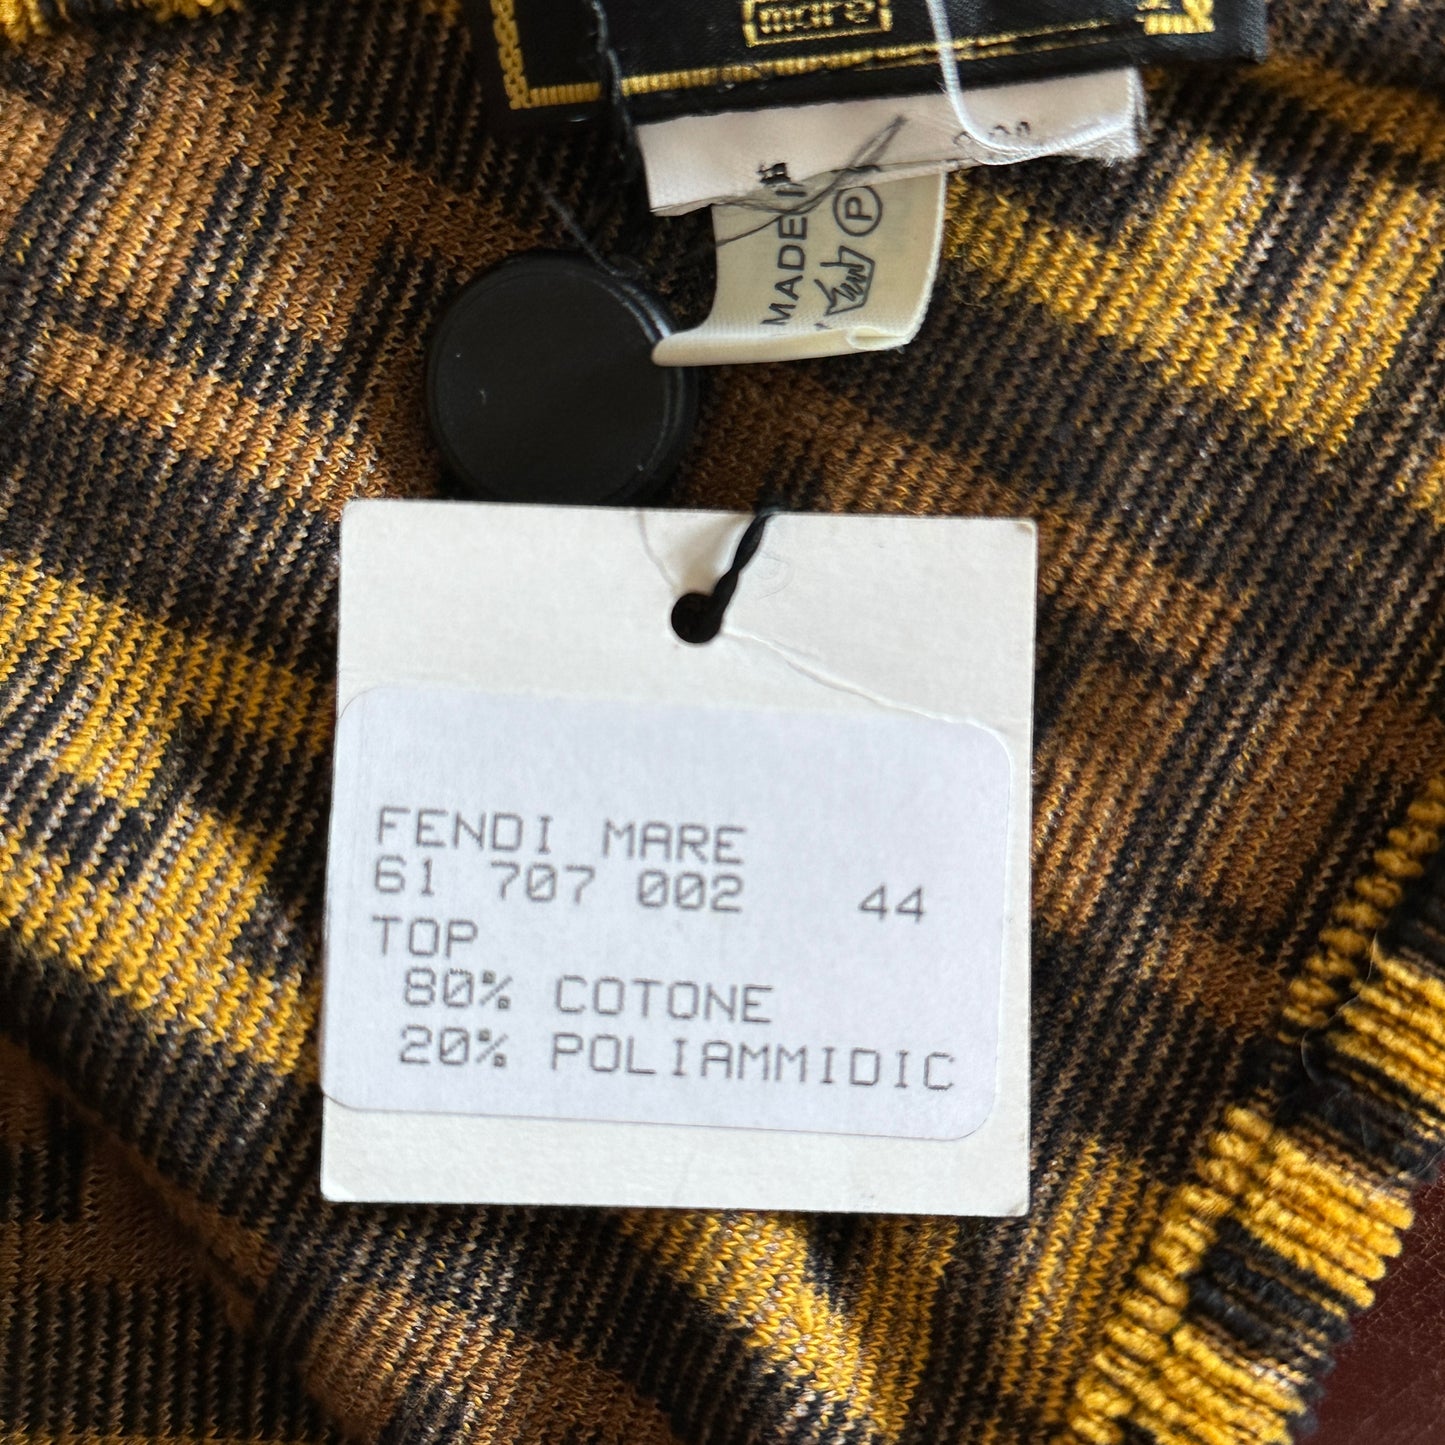 mare
MADE
P
FENDI MARE
61 707 002 44
TOP
80% COTONE
20% POLIAMMIDIC